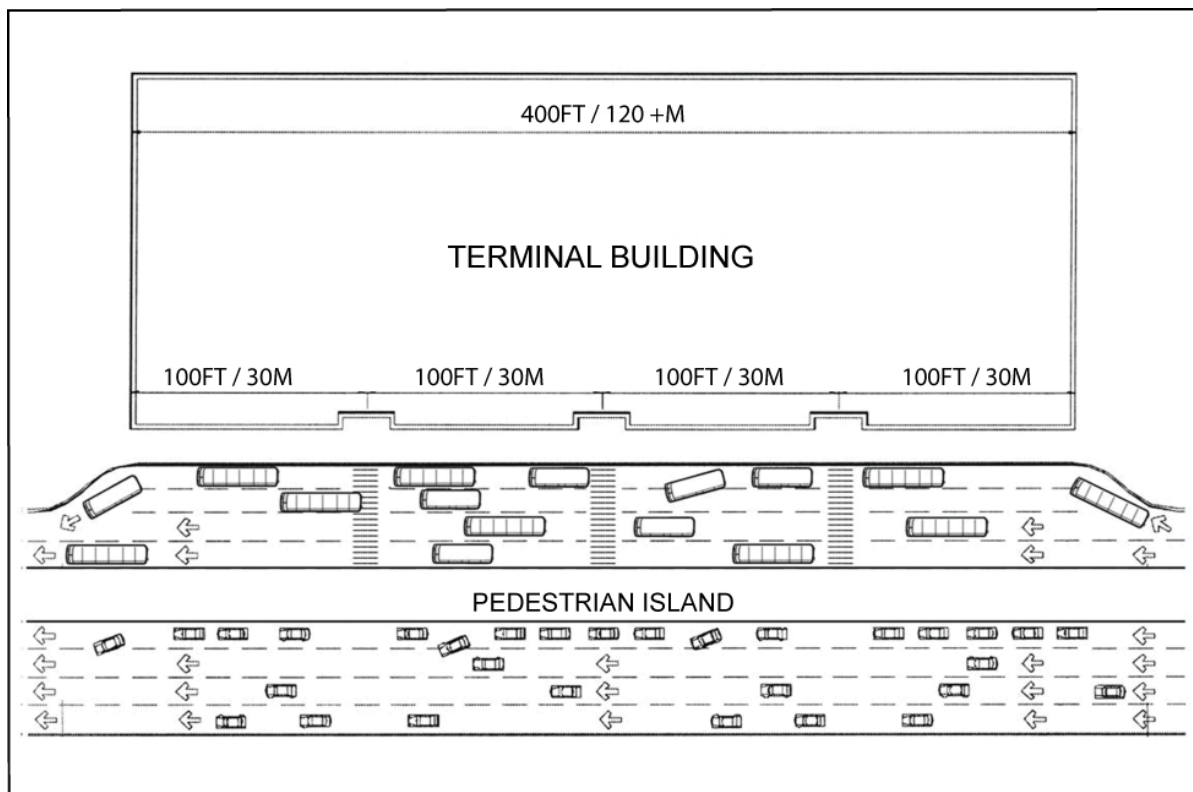 400FT / 120 +M
TERMINAL BUILDING
100FT / 30M
100FT / 30M
100FT / 30M
100FT / 30M
PEDESTRIAN ISLAND